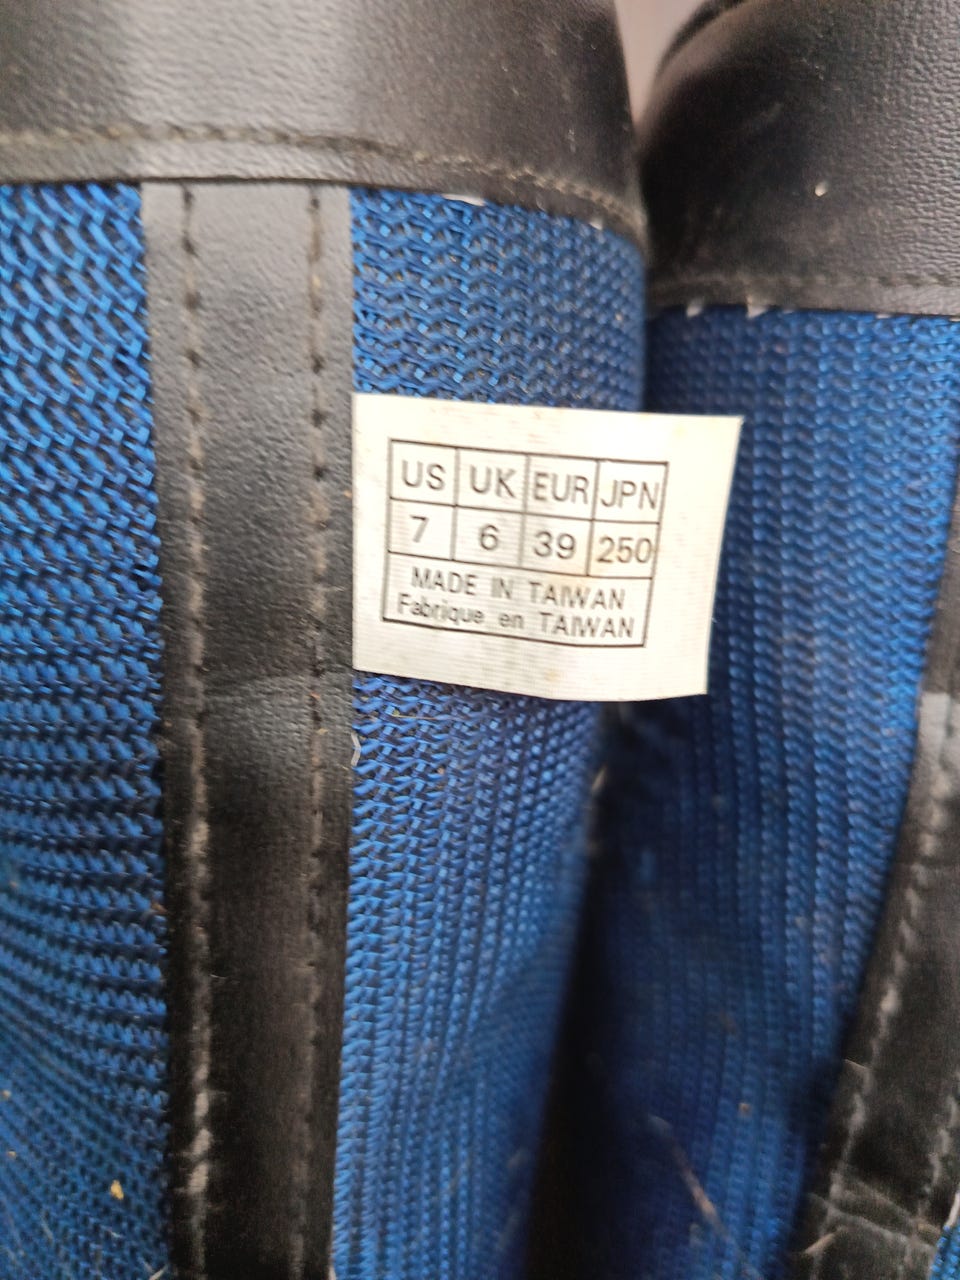 US UK EUR JPN
7 6 39 250
MADE IN TAIWAN
Fabrique en TAIWAN